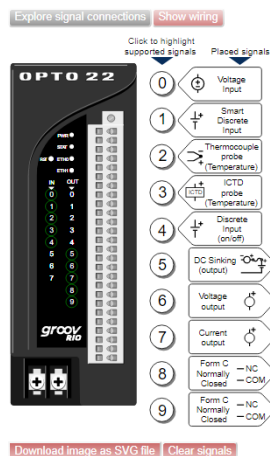 Explore signal connections
Show wiring
Click to highlight
supported signals
Placed signals
OPTO 22
PWR
STAT
ETH0
ETH1
IN OUT
0 0
1 1
2 2
3 3
4 4
5 5
6 6
7 7
8
9
groov
RIO
0
Voltage
Input
1
Smart
Discrete
Input
2
Thermocouple
probe
(Temperature)
3
ICTD
ICTD
probe
(Temperature)
4
Discrete
Input
(on/off)
5
DC Sinking
(output)
6
Voltage
output
7
Current
output
8
Form C
Normally
Closed
NC
COM
9
Form C
Normally
Closed
NC
COM
Download image as SVG file
Clear signals